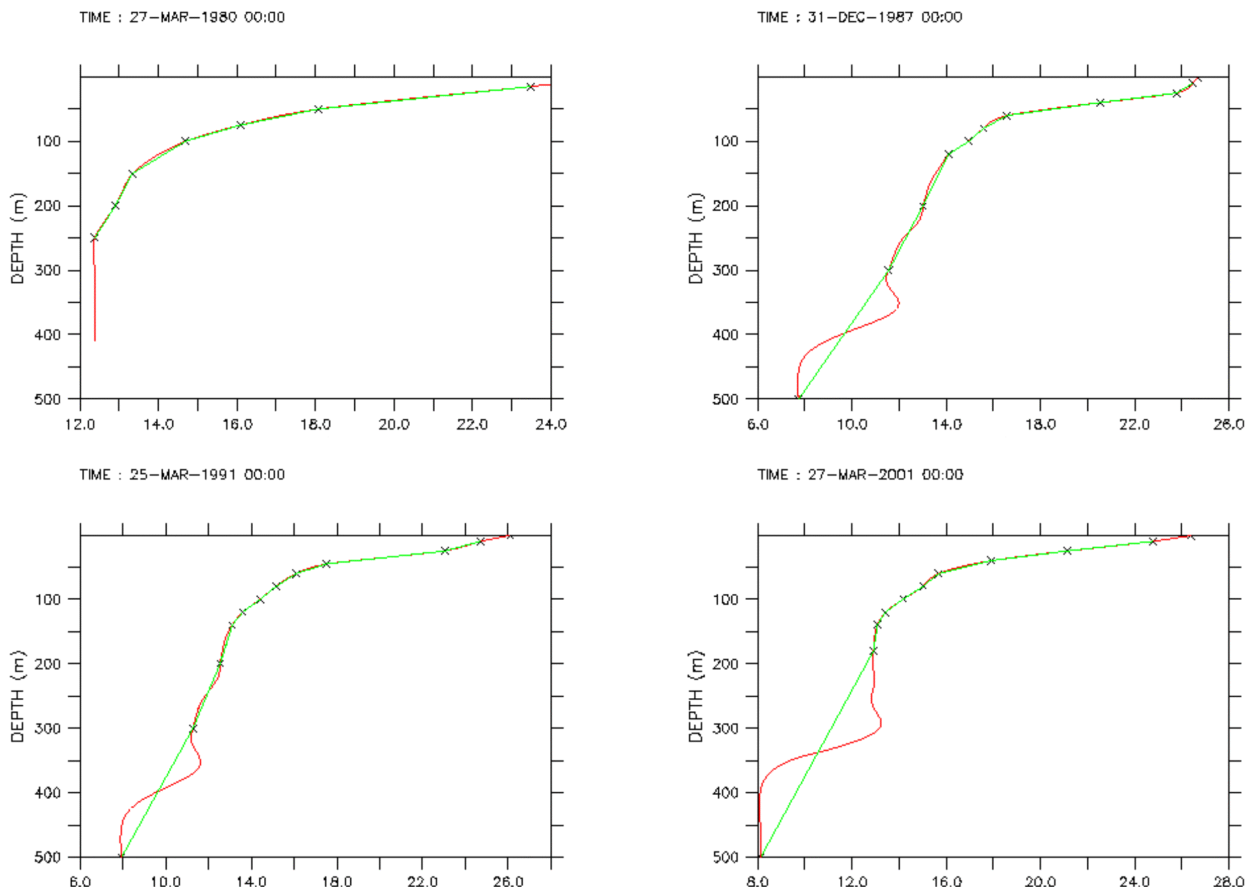 TIME : 27-MAR-1980 00:00
TIME : 31-DEC-1987 00:00
DEPTH (m)
100
200
300
400
500
12.0 14.0 16.0 18.0 20.0 22.0 24.0
DEPTH (m)
100
200
300
400
500
6.0 10.0 14.0 18.0 22.0 26.0
TIME : 25-MAR-1991 00:00
TIME : 27-MAR-2001 00:00
DEPTH (m)
100
200
300
400
500
6.0 10.0 14.0 18.0 22.0 26.0
DEPTH (m)
100
200
300
400
500
8.0 12.0 16.0 20.0 24.0 28.0